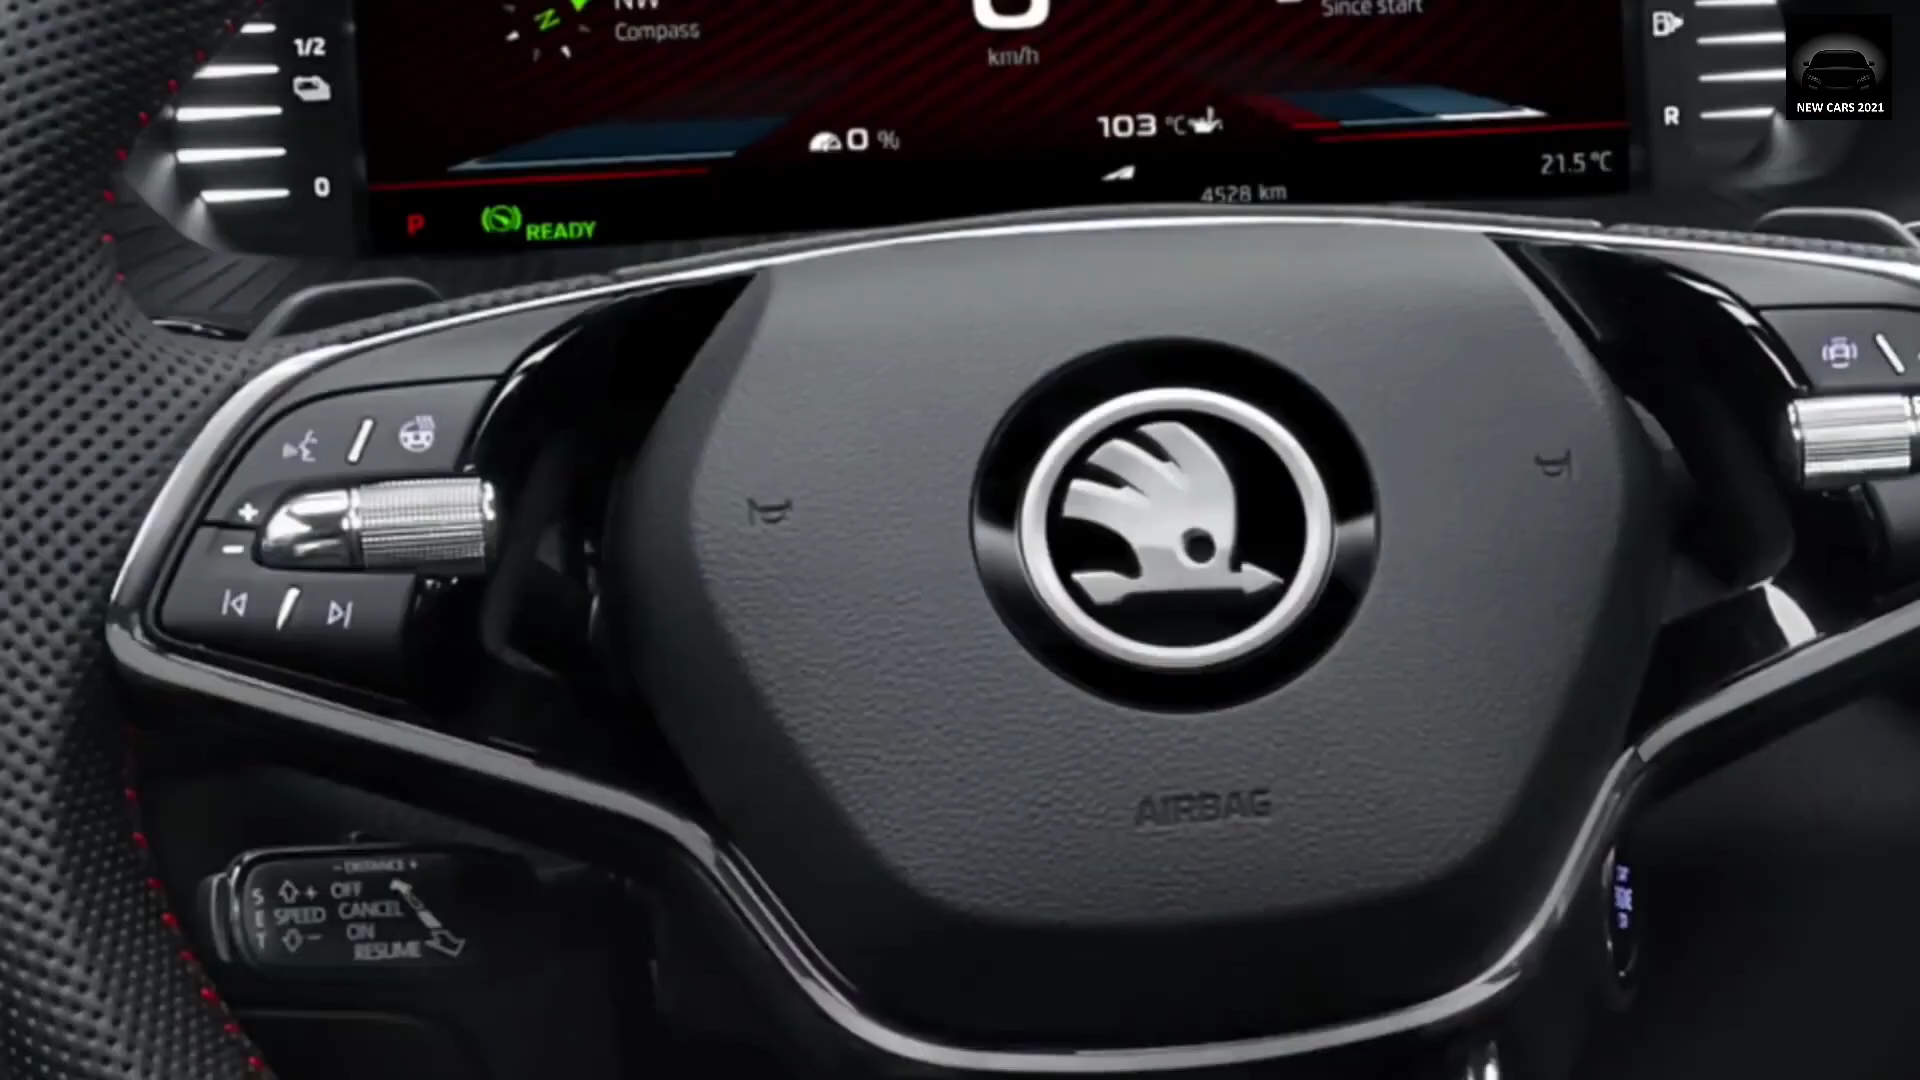 NW
Compass
1/2
0
km/h
Since start
R
NEW CARS 2021
0 %
103 °C
21.5 °C
4528 km
P
READY
+
-
AIRBAG
- DISTANCE +
SET
+ OFF
SPEED CANCEL
- ON
RESUME